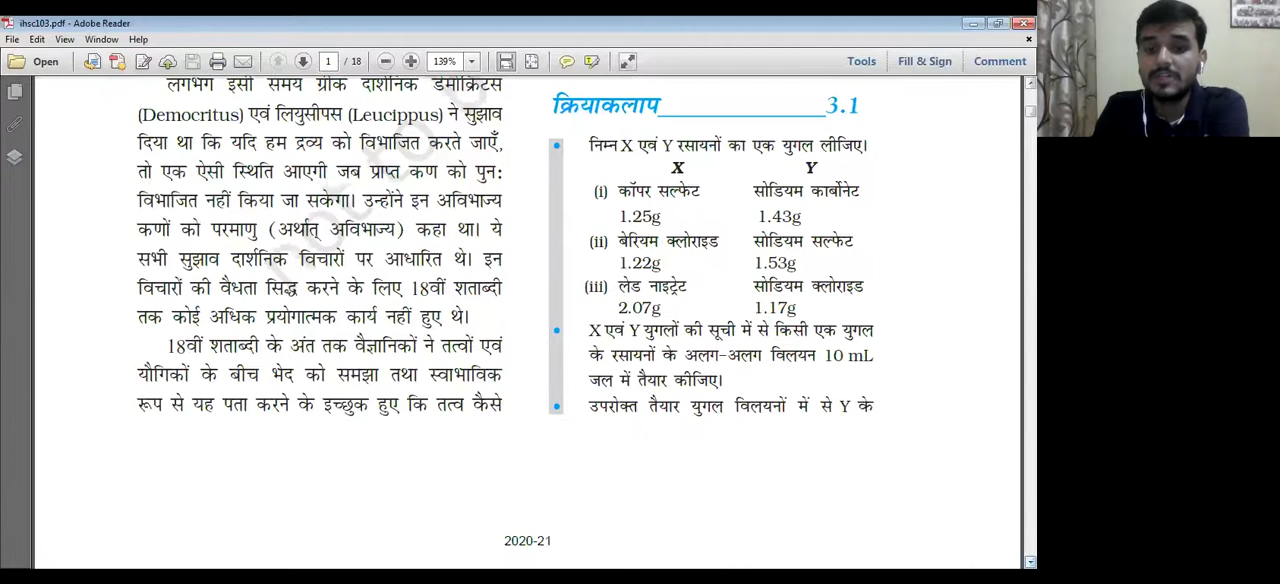 ihsc103.pdf - Adobe Reader
File Edit View Window Help
Open 1 / 18 139% Tools Fill & Sign Comment
लगभग इसी समय ग्रीक दार्शनिक डेमोक्रिटस
(Democritus) एवं लियुसीपस (Leucippus) ने सुझाव
दिया था कि यदि हम द्रव्य को विभाजित करते जाएँ,
तो एक ऐसी स्थिति आएगी जब प्राप्त कण को पुन:
विभाजित नहीं किया जा सकेगा। उन्होंने इन अविभाज्य
कणों को परमाणु (अर्थात् अविभाज्य) कहा था। ये
सभी सुझाव दार्शनिक विचारों पर आधारित थे। इन
विचारों की वैधता सिद्ध करने के लिए 18वीं शताब्दी
तक कोई अधिक प्रयोगात्मक कार्य नहीं हुए थे।
18वीं शताब्दी के अंत तक वैज्ञानिकों ने तत्वों एवं
यौगिकों के बीच भेद को समझा तथा स्वाभाविक
रूप से यह पता करने के इच्छुक हुए कि तत्व कैसे
क्रियाकलाप______________3.1
• निम्न X एवं Y रसायनों का एक युगल लीजिए।
X Y
(i) कॉपर सल्फेट सोडियम कार्बोनेट
1.25g 1.43g
(ii) बेरियम क्लोराइड सोडियम सल्फेट
1.22g 1.53g
(iii) लेड नाइट्रेट सोडियम क्लोराइड
2.07g 1.17g
• X एवं Y युगलों की सूची में से किसी एक युगल
के रसायनों के अलग-अलग विलयन 10 mL
जल में तैयार कीजिए।
• उपरोक्त तैयार युगल विलयनों में से Y के
not to
2020-21